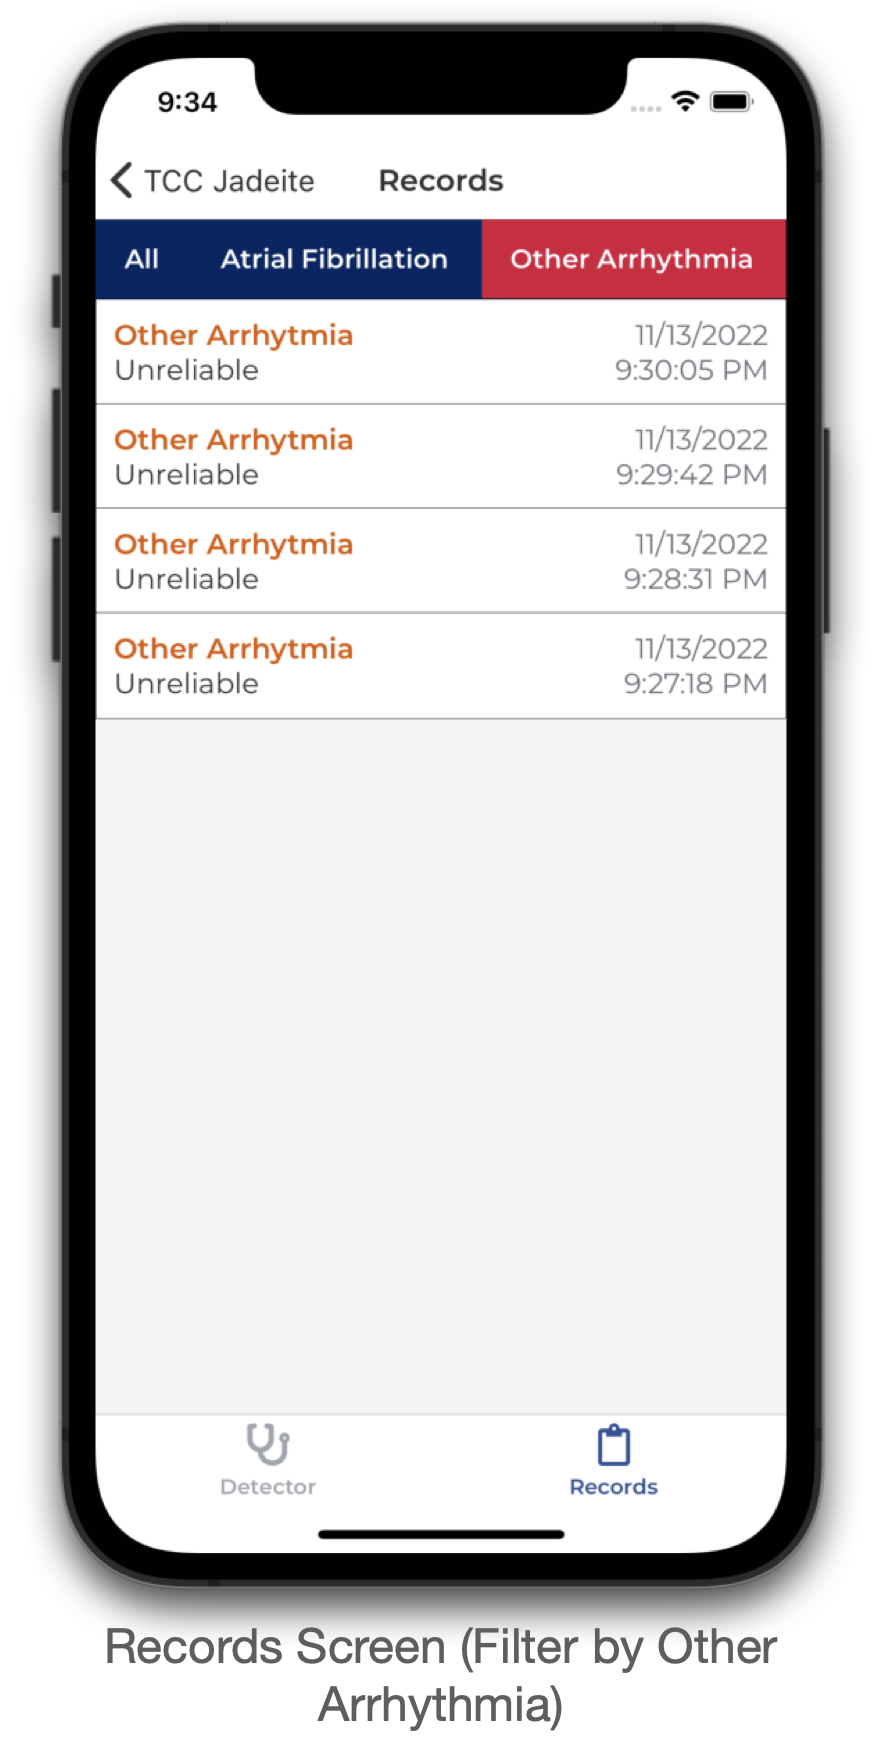 9:34
TCC Jadeite Records
All Atrial Fibrillation Other Arrhythmia
Other Arrhytmia 11/13/2022
Unreliable 9:30:05 PM
Other Arrhytmia 11/13/2022
Unreliable 9:29:42 PM
Other Arrhytmia 11/13/2022
Unreliable 9:28:31 PM
Other Arrhytmia 11/13/2022
Unreliable 9:27:18 PM
Detector Records
Records Screen (Filter by Other
Arrhythmia)